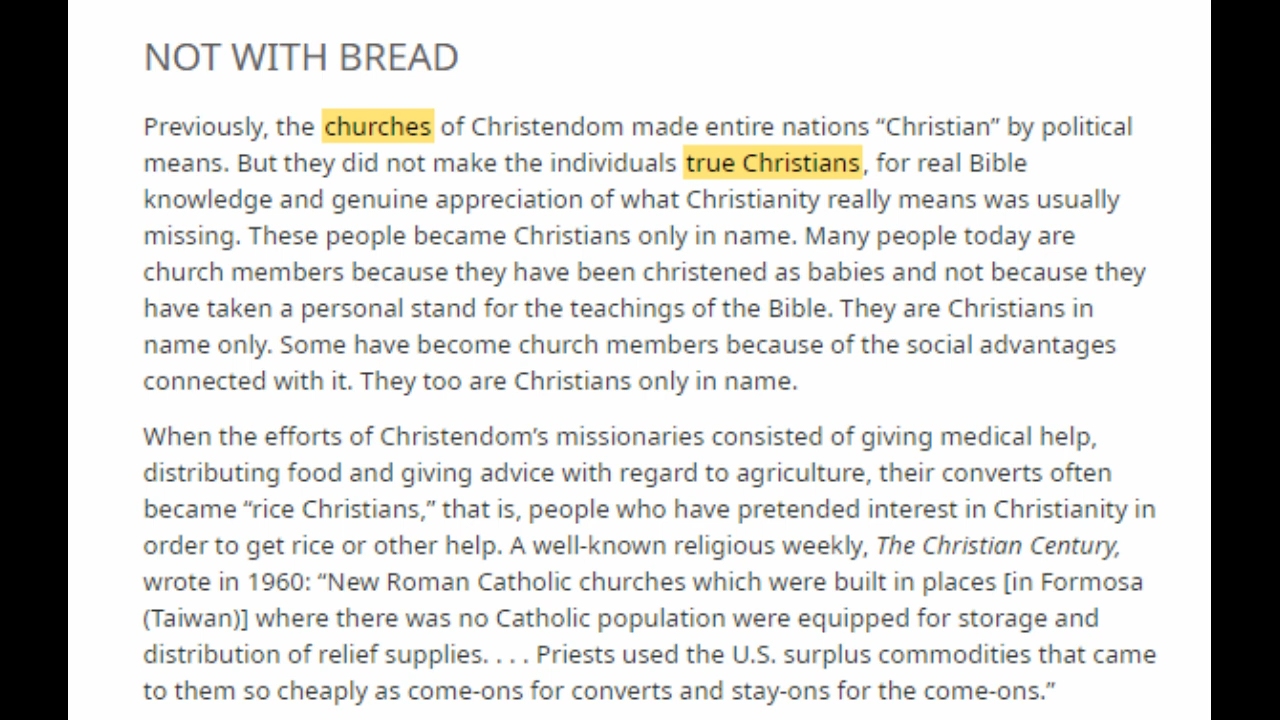 NOT WITH BREAD
Previously, the churches of Christendom made entire nations “Christian” by political
means. But they did not make the individuals true Christians, for real Bible
knowledge and genuine appreciation of what Christianity really means was usually
missing. These people became Christians only in name. Many people today are
church members because they have been christened as babies and not because they
have taken a personal stand for the teachings of the Bible. They are Christians in
name only. Some have become church members because of the social advantages
connected with it. They too are Christians only in name.
When the efforts of Christendom’s missionaries consisted of giving medical help,
distributing food and giving advice with regard to agriculture, their converts often
became “rice Christians,” that is, people who have pretended interest in Christianity in
order to get rice or other help. A well-known religious weekly, The Christian Century,
wrote in 1960: “New Roman Catholic churches which were built in places [in Formosa
(Taiwan)] where there was no Catholic population were equipped for storage and
distribution of relief supplies. . . . Priests used the U.S. surplus commodities that came
to them so cheaply as come-ons for converts and stay-ons for the come-ons.”